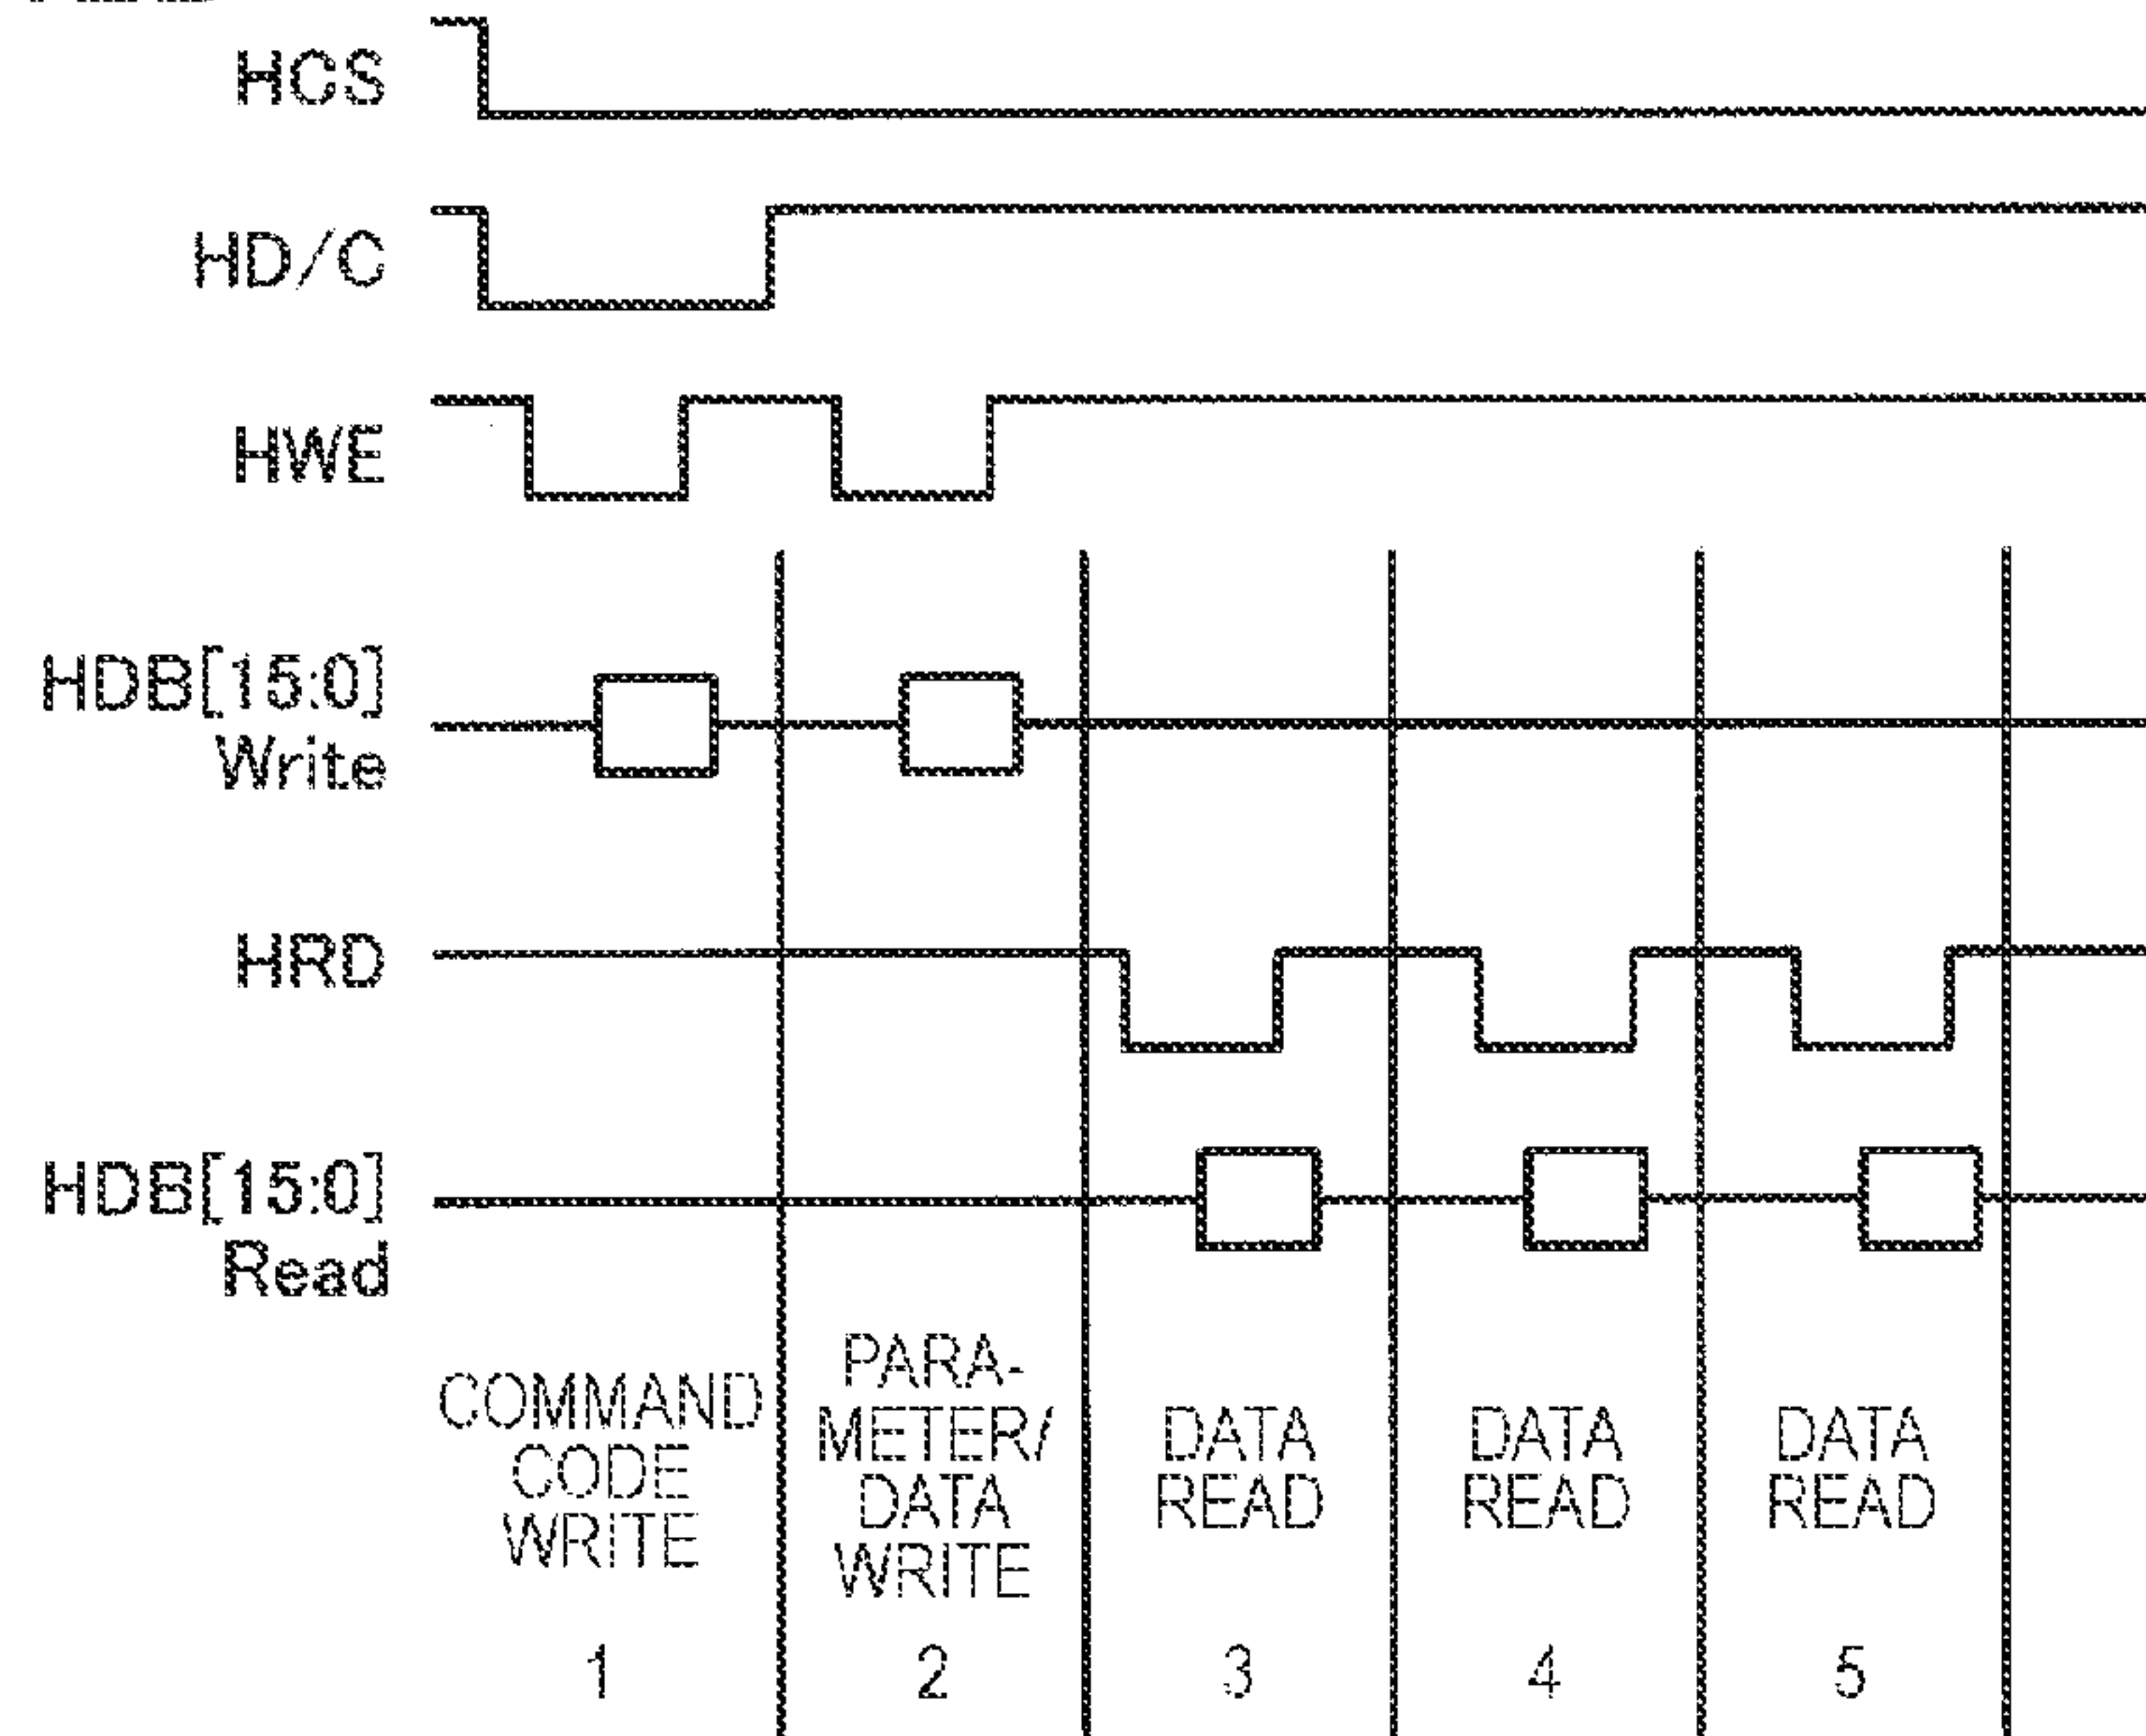 HCS
HD/C
HWE
HDB[15:0]
Write
HRD
HDB[15:0]
Read
COMMAND
CODE
WRITE
1
PARA-
METER/
DATA
WRITE
2
DATA
READ
3
DATA
READ
4
DATA
READ
5